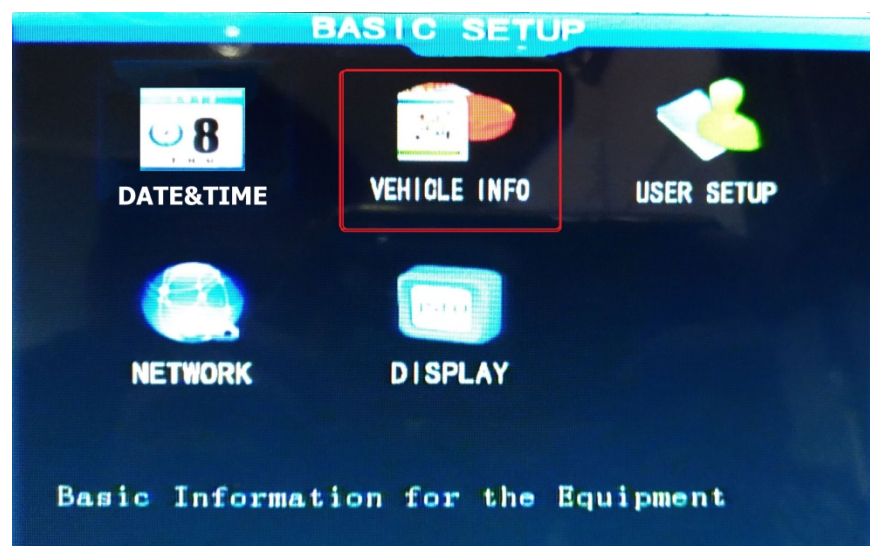 BASIC SETUP
8
DATE&TIME
VEHICLE INFO
USER SETUP
NETWORK
DISPLAY
Basic Information for the Equipment